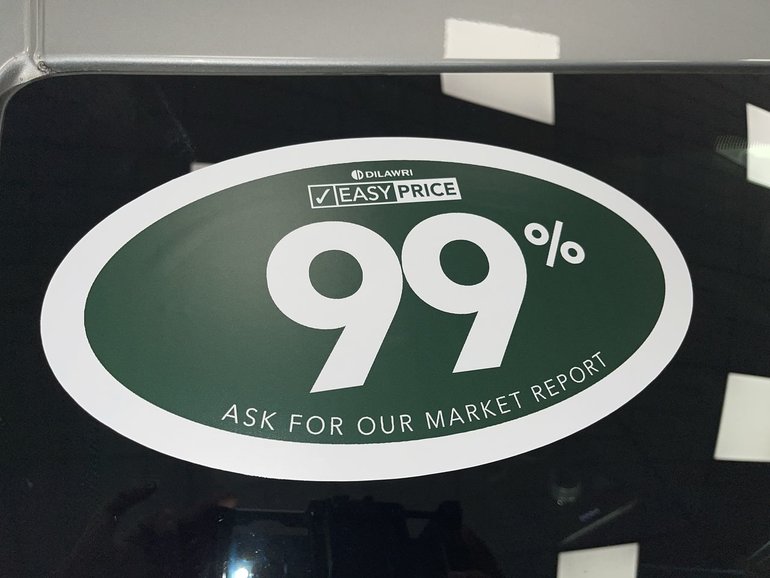 DILAWRI
✓ EASY PRICE
99%
ASK FOR OUR MARKET REPORT